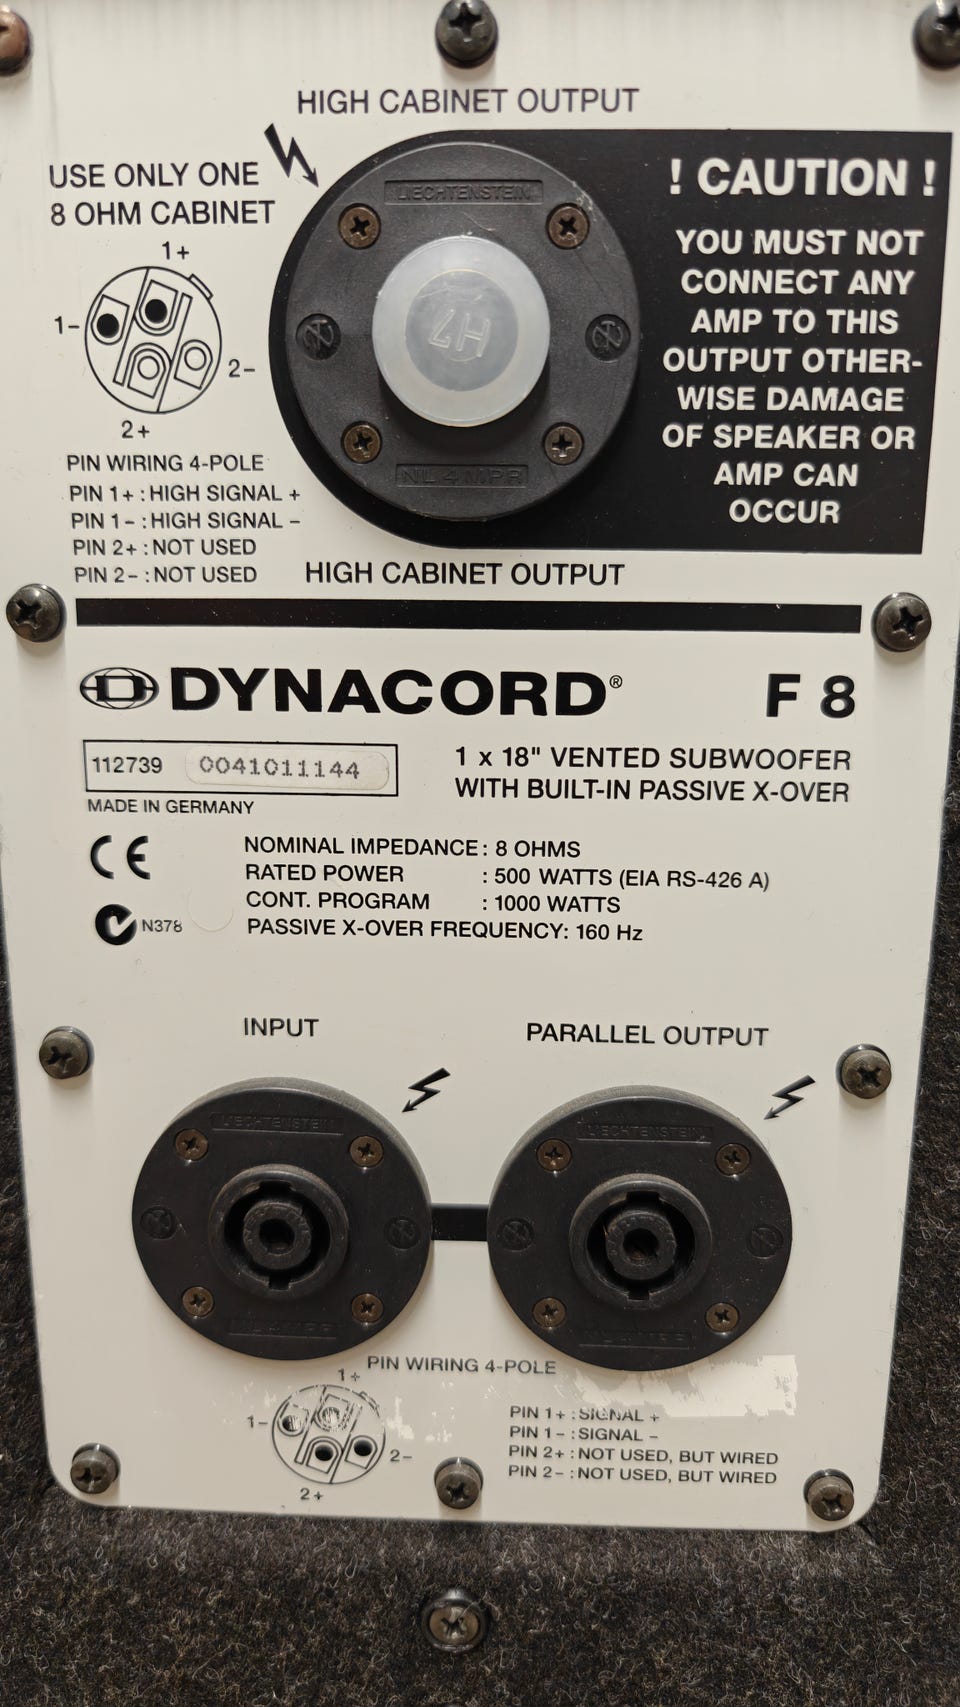 HIGH CABINET OUTPUT
USE ONLY ONE
8 OHM CABINET
1+
1-
2-
2+
PIN WIRING 4-POLE
PIN 1+ : HIGH SIGNAL +
PIN 1- : HIGH SIGNAL -
PIN 2+ : NOT USED
PIN 2- : NOT USED
LIECHTENSTEIN
NL4MPR
! CAUTION !
YOU MUST NOT
CONNECT ANY
AMP TO THIS
OUTPUT OTHER-
WISE DAMAGE
OF SPEAKER OR
AMP CAN
OCCUR
HIGH CABINET OUTPUT
DYNACORD® F 8
112739 0041011144
MADE IN GERMANY
1 x 18" VENTED SUBWOOFER
WITH BUILT-IN PASSIVE X-OVER
CE
N378
NOMINAL IMPEDANCE : 8 OHMS
RATED POWER : 500 WATTS (EIA RS-426 A)
CONT. PROGRAM : 1000 WATTS
PASSIVE X-OVER FREQUENCY: 160 Hz
INPUT
PARALLEL OUTPUT
LIECHTENSTEIN
LIECHTENSTEIN
PIN WIRING 4-POLE
1+
1-
2-
2+
PIN 1+ : SIGNAL +
PIN 1- : SIGNAL -
PIN 2+ : NOT USED, BUT WIRED
PIN 2- : NOT USED, BUT WIRED